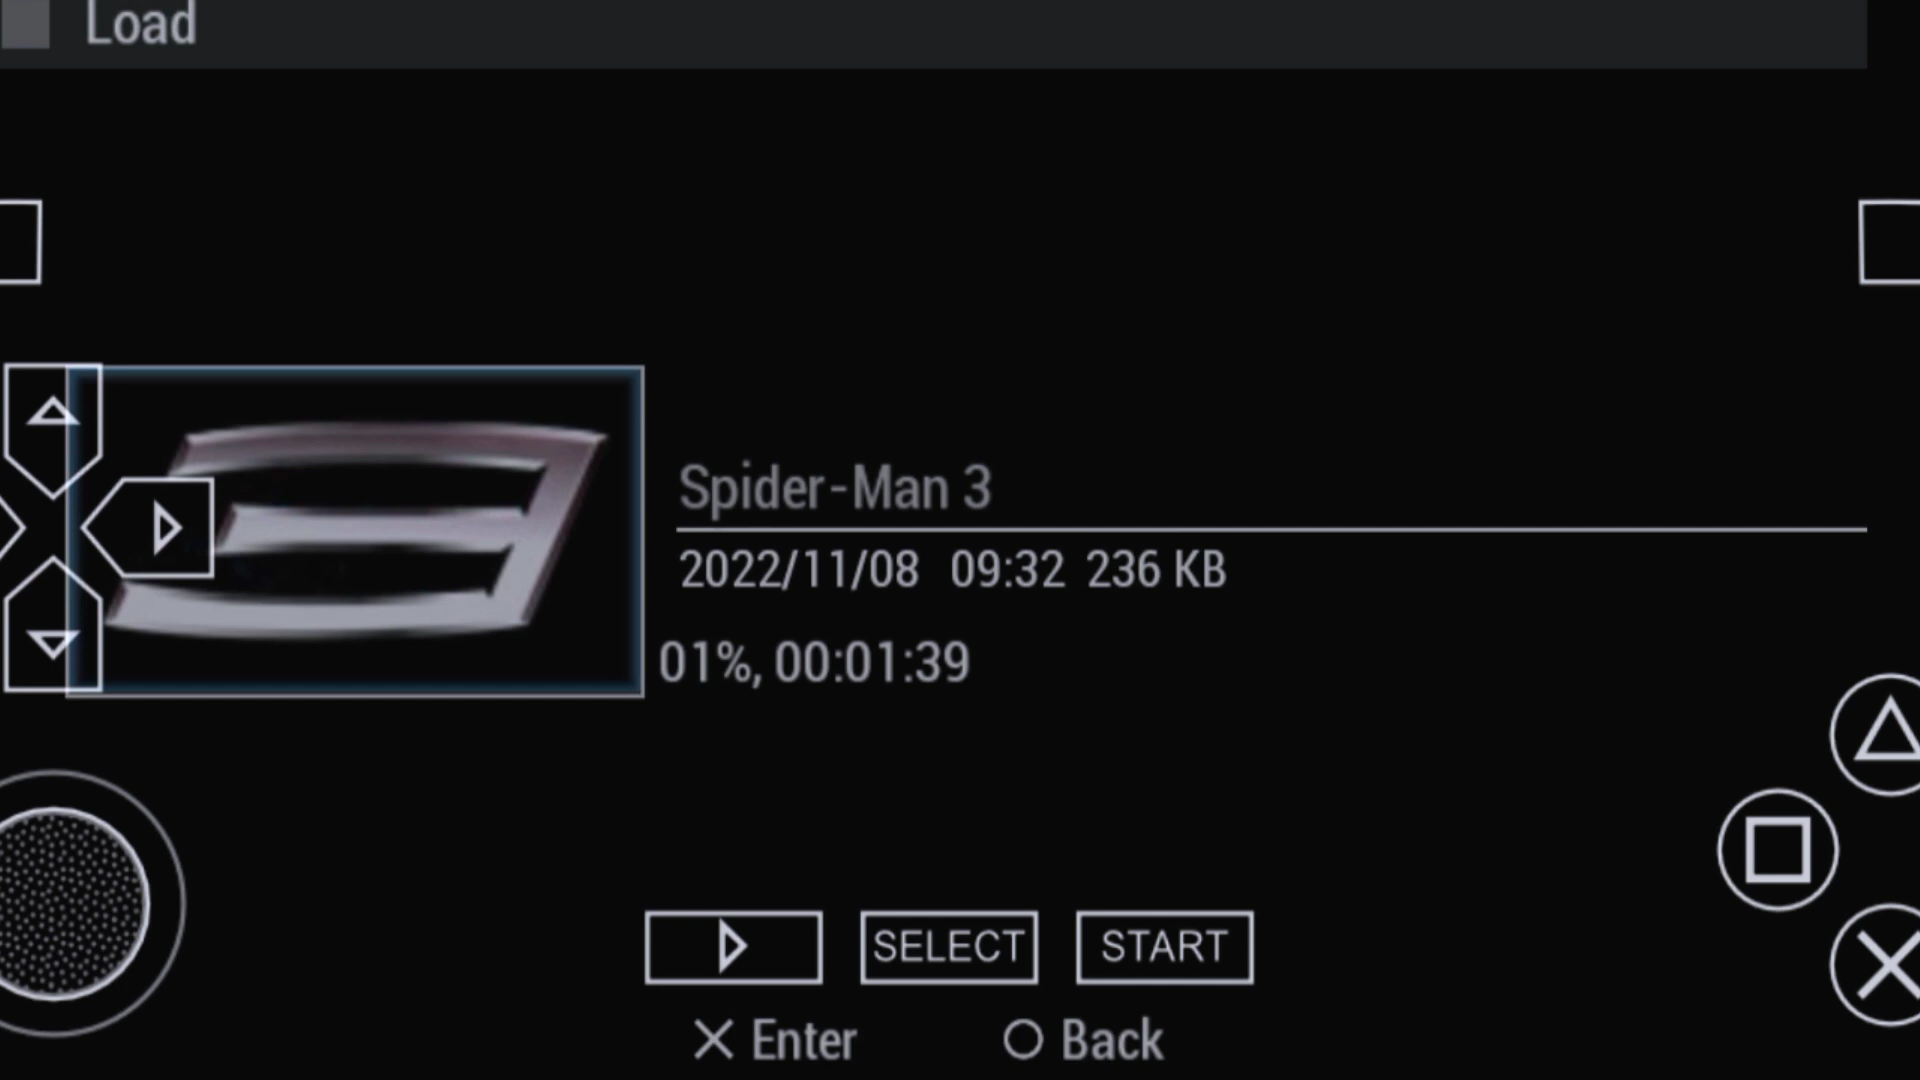 Load
Spider-Man 3
2022/11/08 09:32 236 KB
01%, 00:01:39
SELECT START
Enter Back